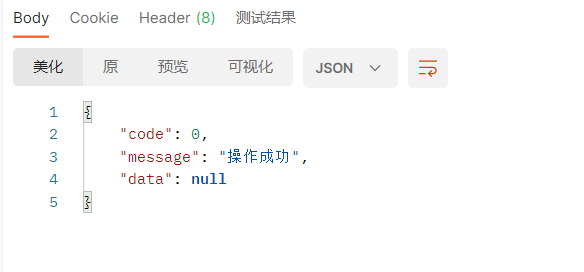 Body Cookie Header (8) 测试结果
美化 原 预览 可视化 JSON
1 {
2 "code": 0,
3 "message": "操作成功",
4 "data": null
5 }